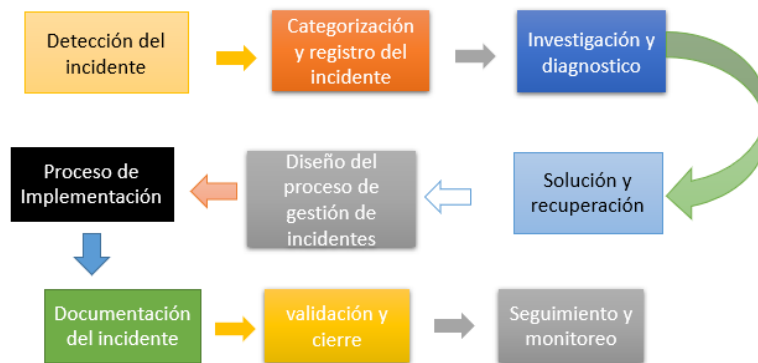 Detección del
incidente
Categorización
y registro del
incidente
Investigación y
diagnostico
Solución y
recuperación
Diseño del
proceso de
gestión de
incidentes
Proceso de
Implementación
Documentación
del incidente
validación y
cierre
Seguimiento y
monitoreo